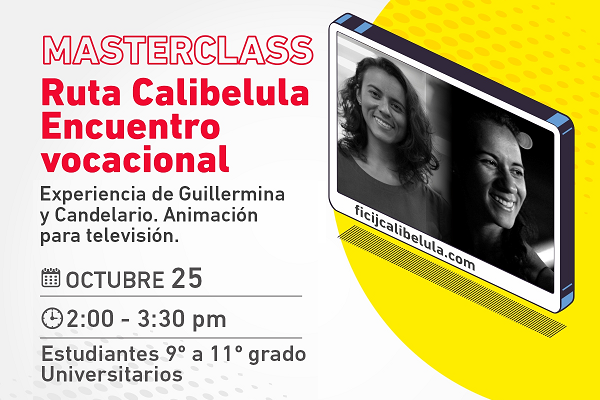 MASTERCLASS
Ruta Calibelula
Encuentro
vocacional
Experiencia de Guillermina
y Candelario. Animación
para televisión.
OCTUBRE 25
2:00 - 3:30 pm
Estudiantes 9° a 11° grado
Universitarios
ficijcalibelula.com